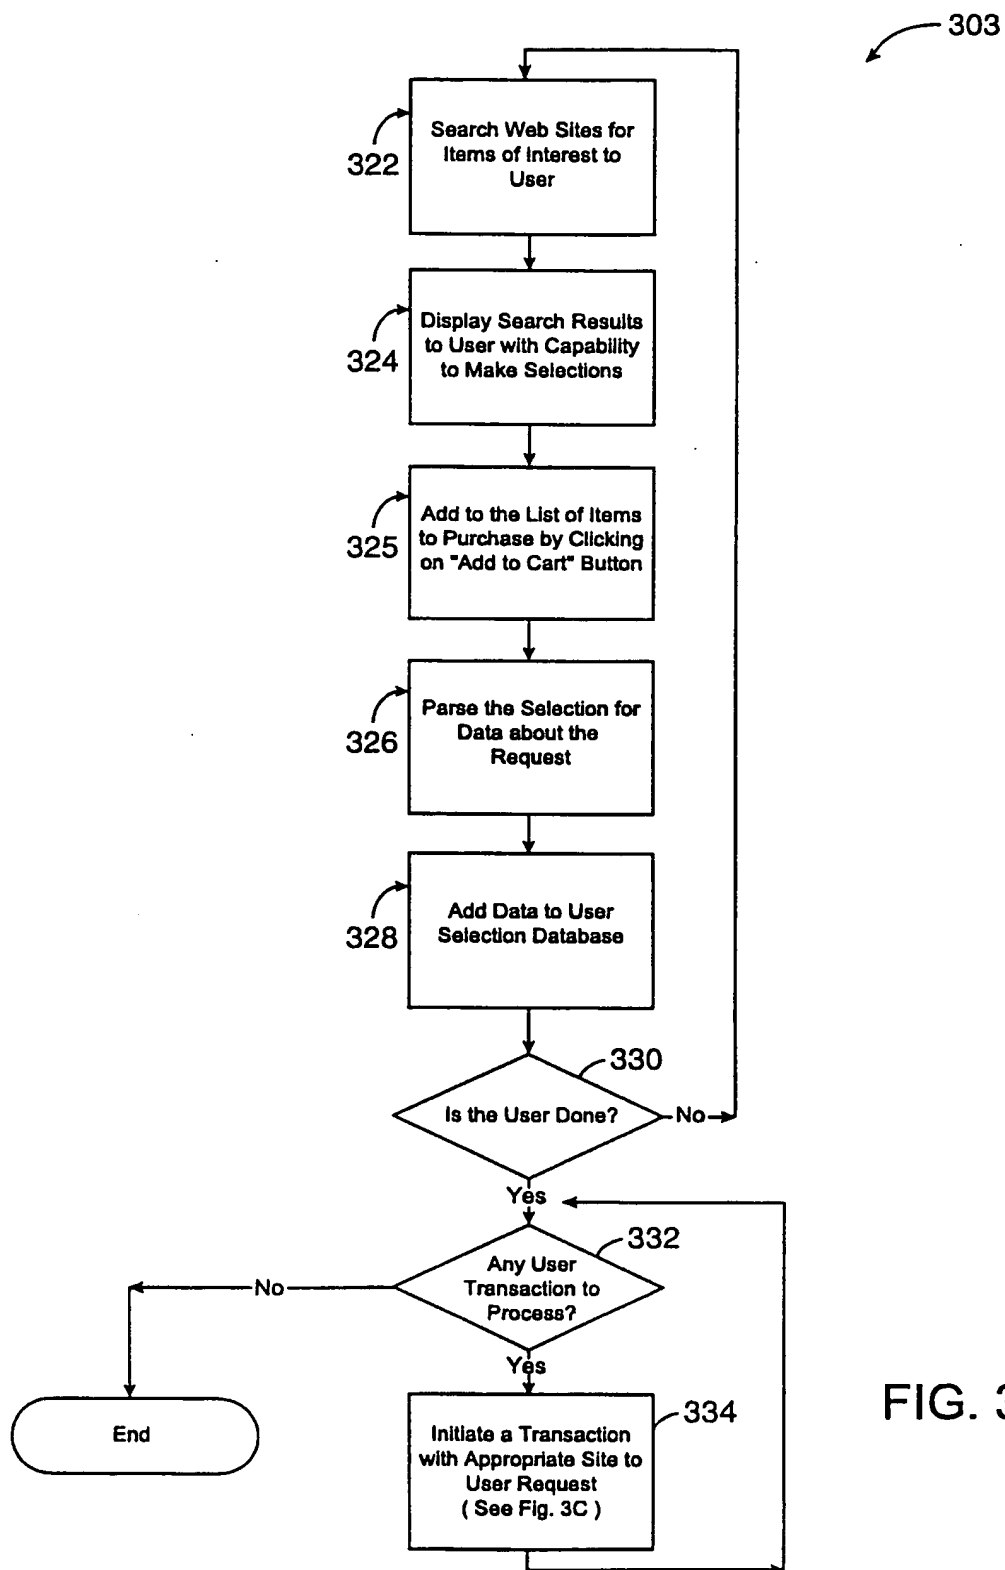 303
Search Web Sites for
Items of Interest to
User
322
Display Search Results
to User with Capability
to Make Selections
324
Add to the List of Items
to Purchase by Clicking
on "Add to Cart" Button
325
Parse the Selection for
Data about the
Request
326
Add Data to User
Selection Database
328
330
Is the User Done?
No
Yes
332
Any User
Transaction to
Process?
No
Yes
End
334
Initiate a Transaction
with Appropriate Site to
User Request
( See Fig. 3C )
FIG. 3